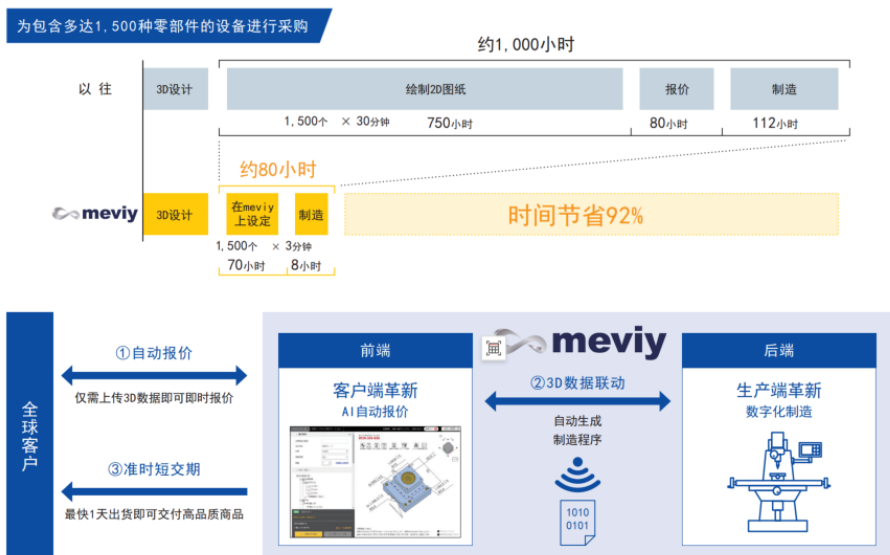 为包含多达1,500种零部件的设备进行采购
约1,000小时
以往
3D设计
绘制2D图纸
报价
制造
1,500个 × 30分钟 750小时
80小时
112小时
约80小时
meviy
3D设计
在meviy
上设定
制造
时间节省92%
1,500个 × 3分钟
70小时
8小时
全球客户
①自动报价
仅需上传3D数据即可即时报价
③准时短交期
最快1天出货即可交付高品质商品
meviy
前端
客户端革新
AI自动报价
②3D数据联动
自动生成
制造程序
1010
0101
后端
生产端革新
数字化制造